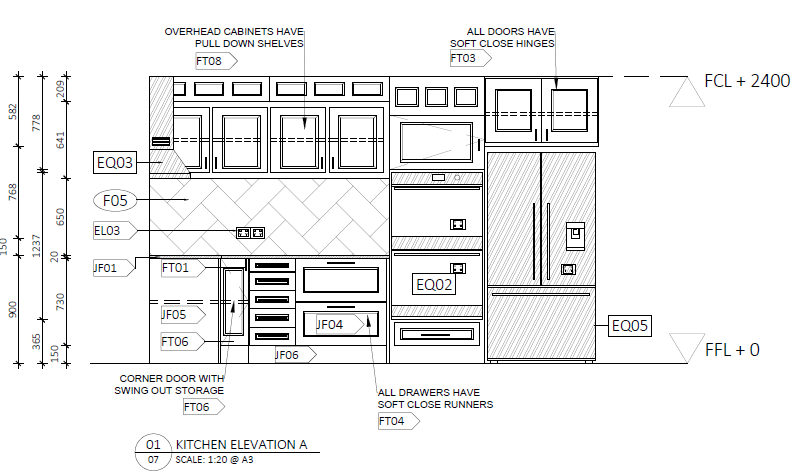 OVERHEAD CABINETS HAVE
PULL DOWN SHELVES
FT08
ALL DOORS HAVE
SOFT CLOSE HINGES
FT03
FCL + 2400
582
778
209
641
EQ03
768
F05
650
EL03
150
1237
20
JF01
FT01
EQ02
900
730
JF05
JF04
EQ05
365
FT06
150
JF06
FFL + 0
CORNER DOOR WITH
SWING OUT STORAGE
FT06
ALL DRAWERS HAVE
SOFT CLOSE RUNNERS
FT04
01
07
KITCHEN ELEVATION A
SCALE: 1:20 @ A3